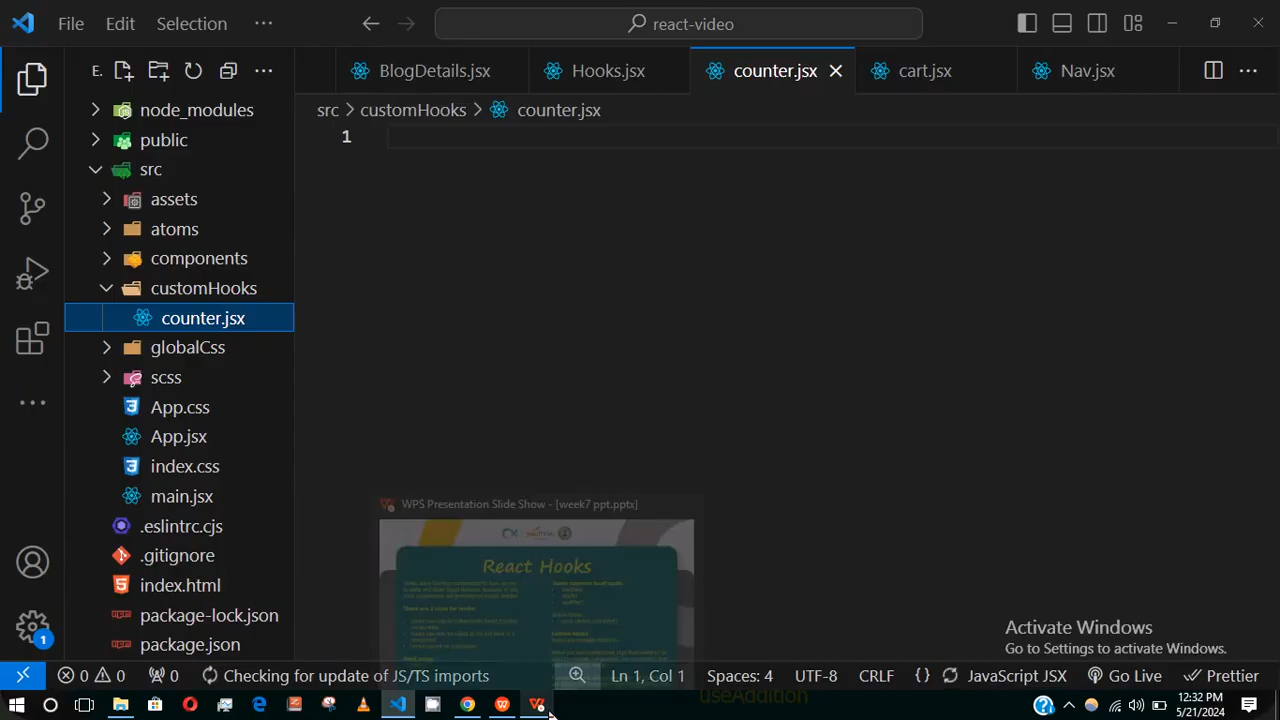 File Edit Selection ··· react-video
E. ···
BlogDetails.jsx Hooks.jsx counter.jsx cart.jsx Nav.jsx ···
src > customHooks > counter.jsx
1
node_modules
public
src
assets
atoms
components
customHooks
counter.jsx
globalCss
scss
App.css
App.jsx
index.css
main.jsx
.eslintrc.cjs
.gitignore
index.html
package-lock.json
package.json
1
WPS Presentation Slide Show - [week7 ppt.pptx]
React Hooks
Activate Windows
Go to Settings to Activate Windows.
0 0 0 Checking for update of JS/TS imports Ln 1, Col 1 Spaces: 4 UTF-8 CRLF JavaScript JSX Go Live Prettier
useAddition
12:32 PM
5/21/2024